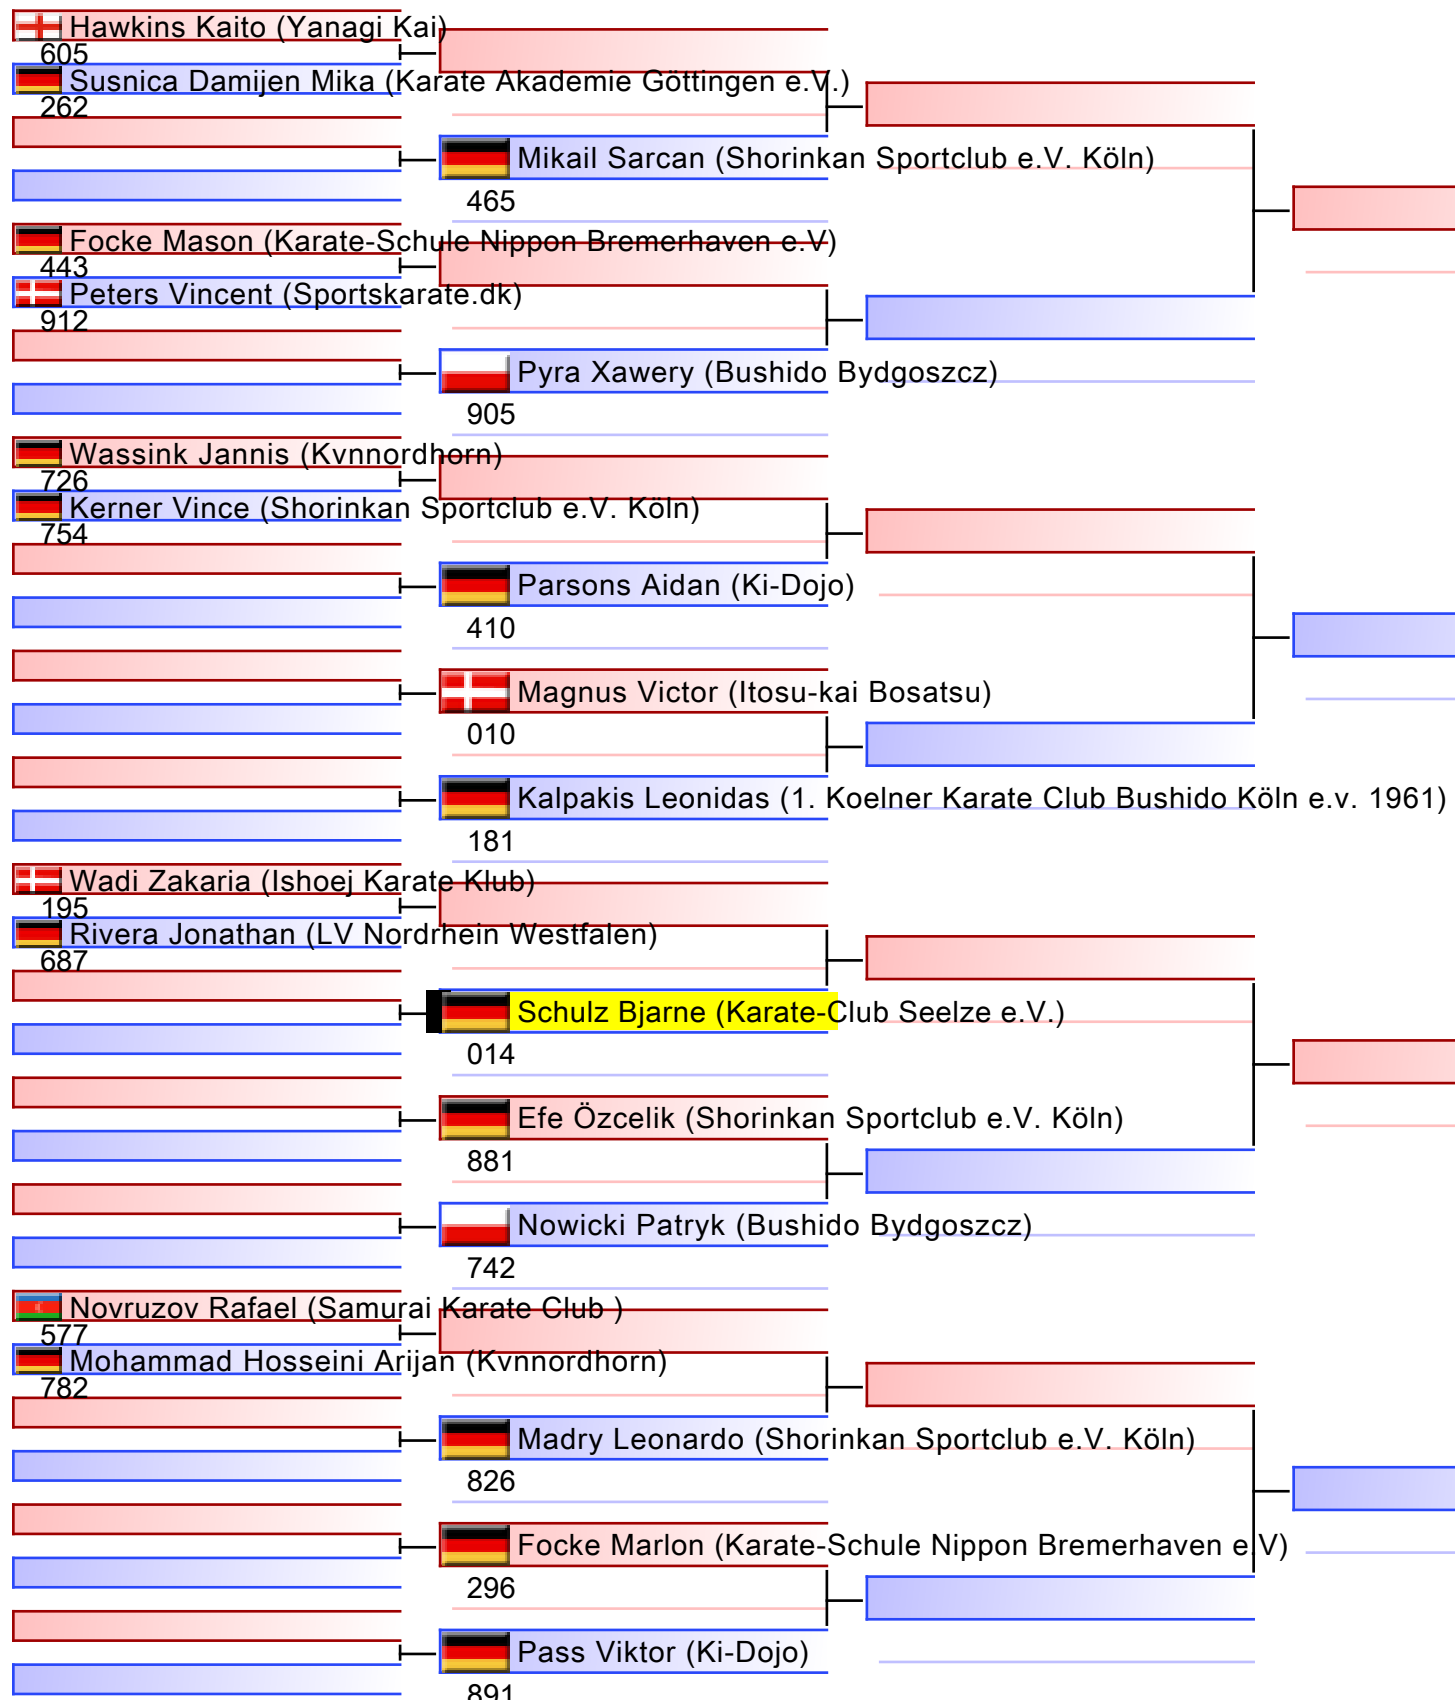 Hawkins Kaito (Yanagi Kai)
605
Susnica Damijen Mika (Karate Akademie Göttingen e.V.)
262
Mikail Sarcan (Shorinkan Sportclub e.V. Köln)
465
Focke Mason (Karate-Schule Nippon Bremerhaven e.V)
443
Peters Vincent (Sportskarate.dk)
912
Pyra Xawery (Bushido Bydgoszcz)
905
Wassink Jannis (Kvnnordhorn)
726
Kerner Vince (Shorinkan Sportclub e.V. Köln)
754
Parsons Aidan (Ki-Dojo)
410
Magnus Victor (Itosu-kai Bosatsu)
010
Kalpakis Leonidas (1. Koelner Karate Club Bushido Köln e.v. 1961)
181
Wadi Zakaria (Ishoej Karate Klub)
195
Rivera Jonathan (LV Nordrhein Westfalen)
687
Schulz Bjarne (Karate-Club Seelze e.V.)
014
Efe Özcelik (Shorinkan Sportclub e.V. Köln)
881
Nowicki Patryk (Bushido Bydgoszcz)
742
Novruzov Rafael (Samurai Karate Club )
577
Mohammad Hosseini Arijan (Kvnnordhorn)
782
Madry Leonardo (Shorinkan Sportclub e.V. Köln)
826
Focke Marlon (Karate-Schule Nippon Bremerhaven e.V)
296
Pass Viktor (Ki-Dojo)
891